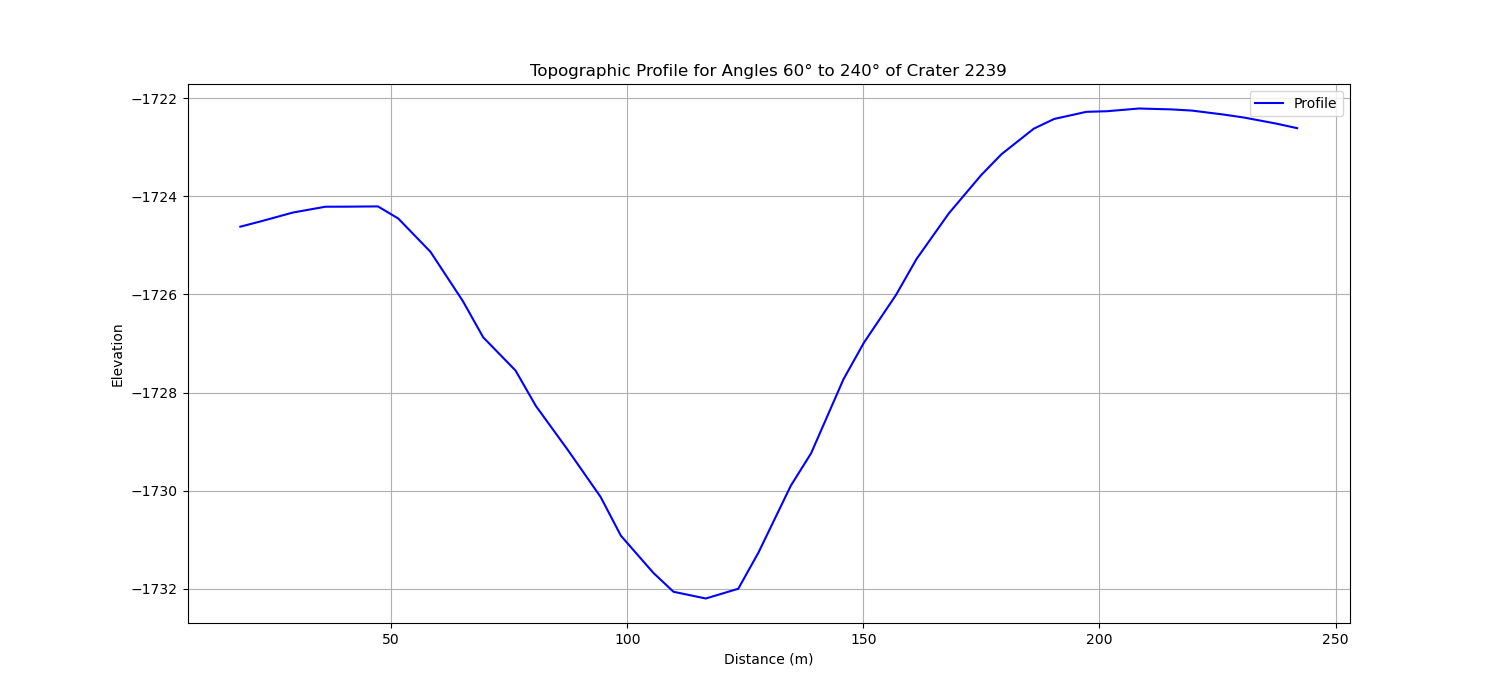 Topographic Profile for Angles 60° to 240° of Crater 2239
Profile
Elevation
−1722
−1724
−1726
−1728
−1730
−1732
50
100
150
200
250
Distance (m)